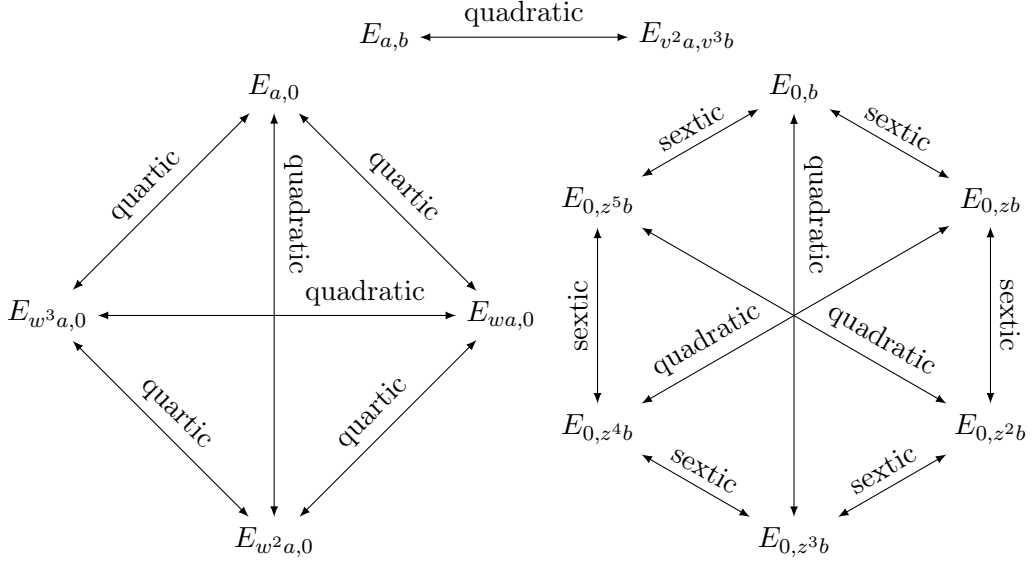 quadratic
E_{a,b} E_{v^2a,v^3b}
E_{a,0} E_{0,b}
sextic sextic
quartic quadratic quartic quadratic
E_{0,z^5b} E_{0,zb}
quadratic
E_{w^3a,0} E_{wa,0} sextic quadratic quadratic sextic
quartic quartic
E_{0,z^4b} E_{0,z^2b}
sextic sextic
E_{w^2a,0} E_{0,z^3b}